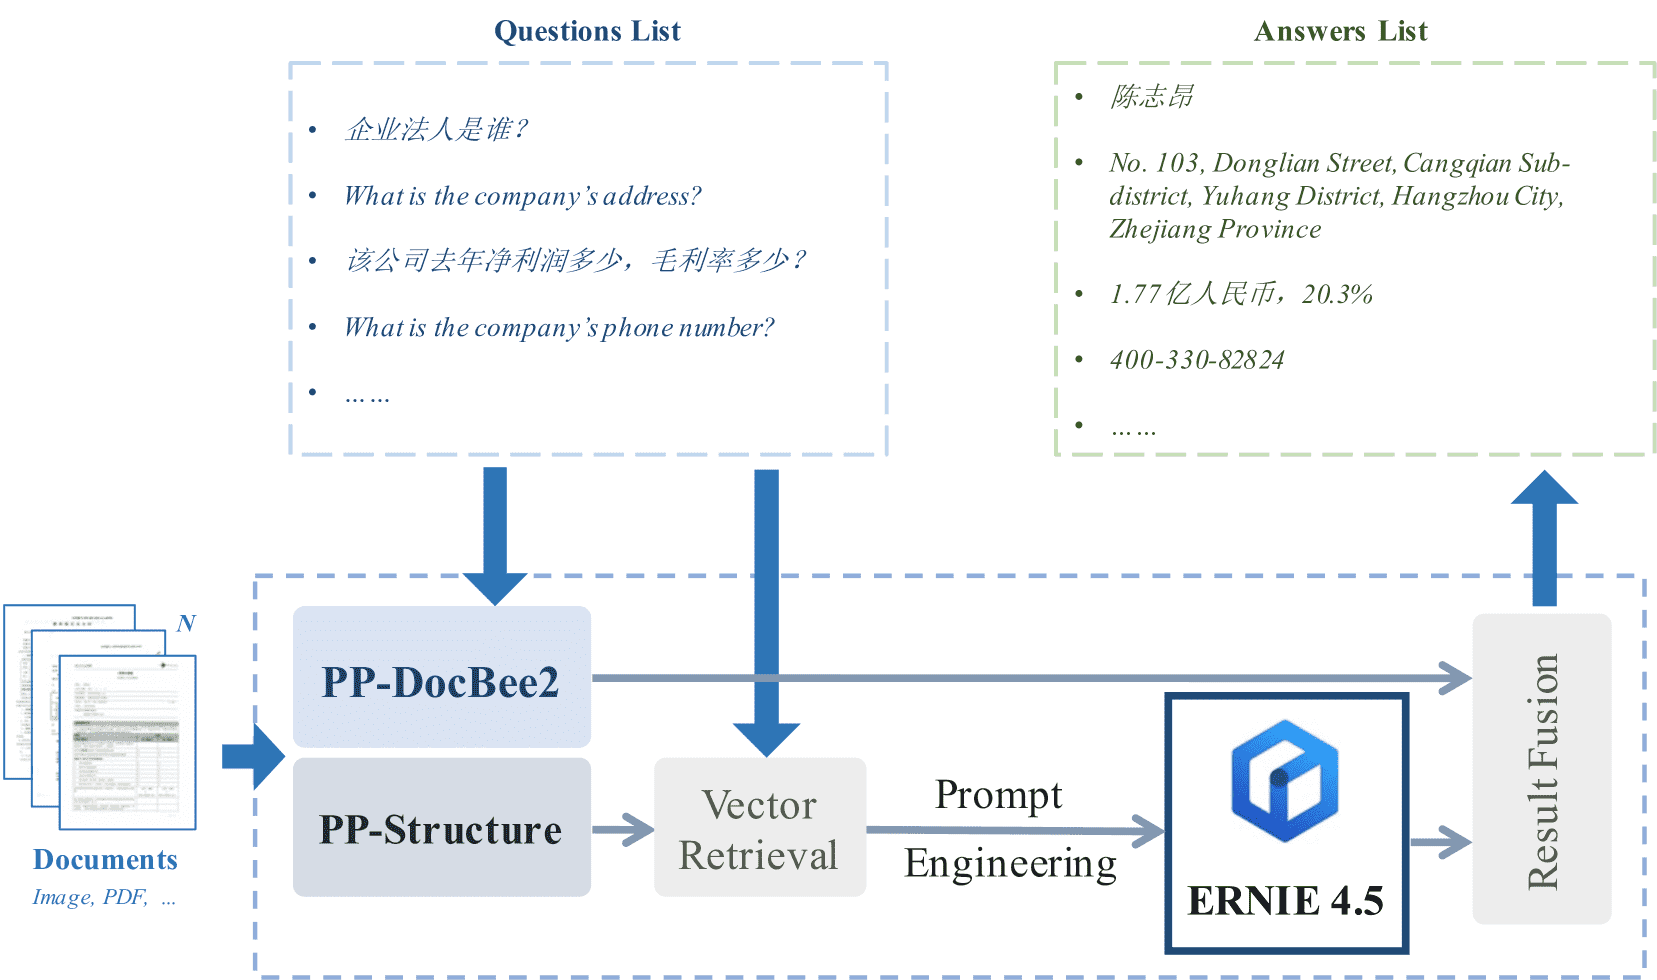 Questions List
• 企业法人是谁？
• What is the company’s address?
• 该公司去年净利润多少，毛利率多少？
• What is the company’s phone number?
• ……
Answers List
• 陈志昂
• No. 103, Donglian Street, Cangqian Sub-
district, Yuhang District, Hangzhou City,
Zhejiang Province
• 1.77亿人民币，20.3%
• 400-330-82824
• ……
N
Documents
Image, PDF, ...
PP-DocBee2
PP-Structure
Vector
Retrieval
Prompt
Engineering
ERNIE 4.5
Result Fusion